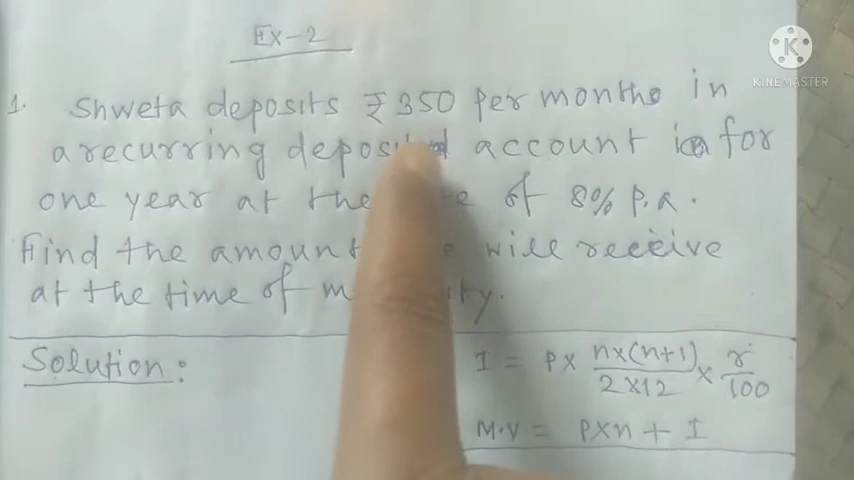 Ex-2
K
KINEMASTER
1. Shweta deposits ₹350 per months in
a recurring deposit account for
one year at the of 8% P.a.
Find the amount will receive
at the time of
Solution:
I = P× n×(n+1)/2×12 × r/100
M.V = P×n + I